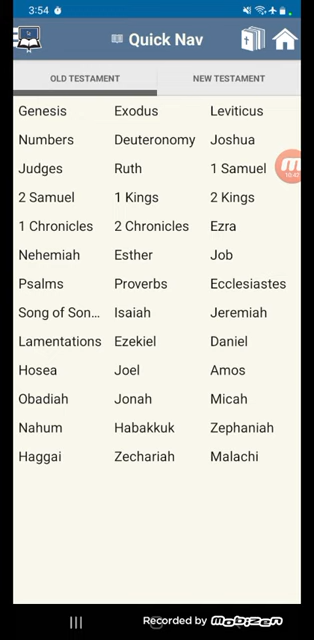 3:54
Quick Nav
OLD TESTAMENT NEW TESTAMENT
Genesis Exodus Leviticus
Numbers Deuteronomy Joshua
Judges Ruth 1 Samuel
2 Samuel 1 Kings 2 Kings
1 Chronicles 2 Chronicles Ezra
Nehemiah Esther Job
Psalms Proverbs Ecclesiastes
Song of Son... Isaiah Jeremiah
Lamentations Ezekiel Daniel
Hosea Joel Amos
Obadiah Jonah Micah
Nahum Habakkuk Zephaniah
Haggai Zechariah Malachi
Recorded by mobizen